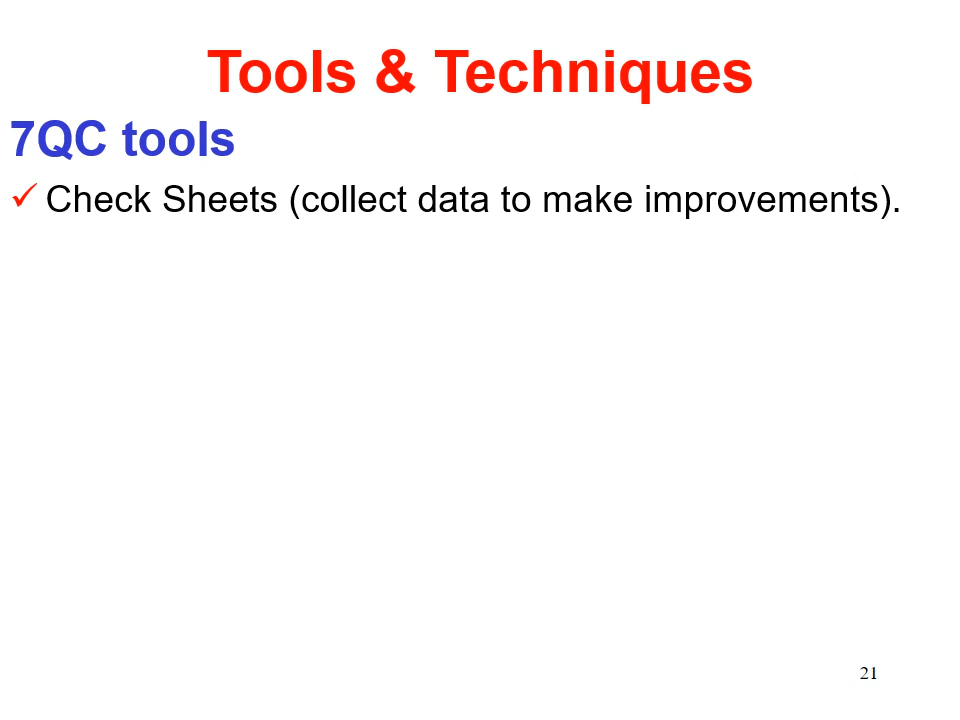 Tools & Techniques
7QC tools
✓ Check Sheets (collect data to make improvements).
21